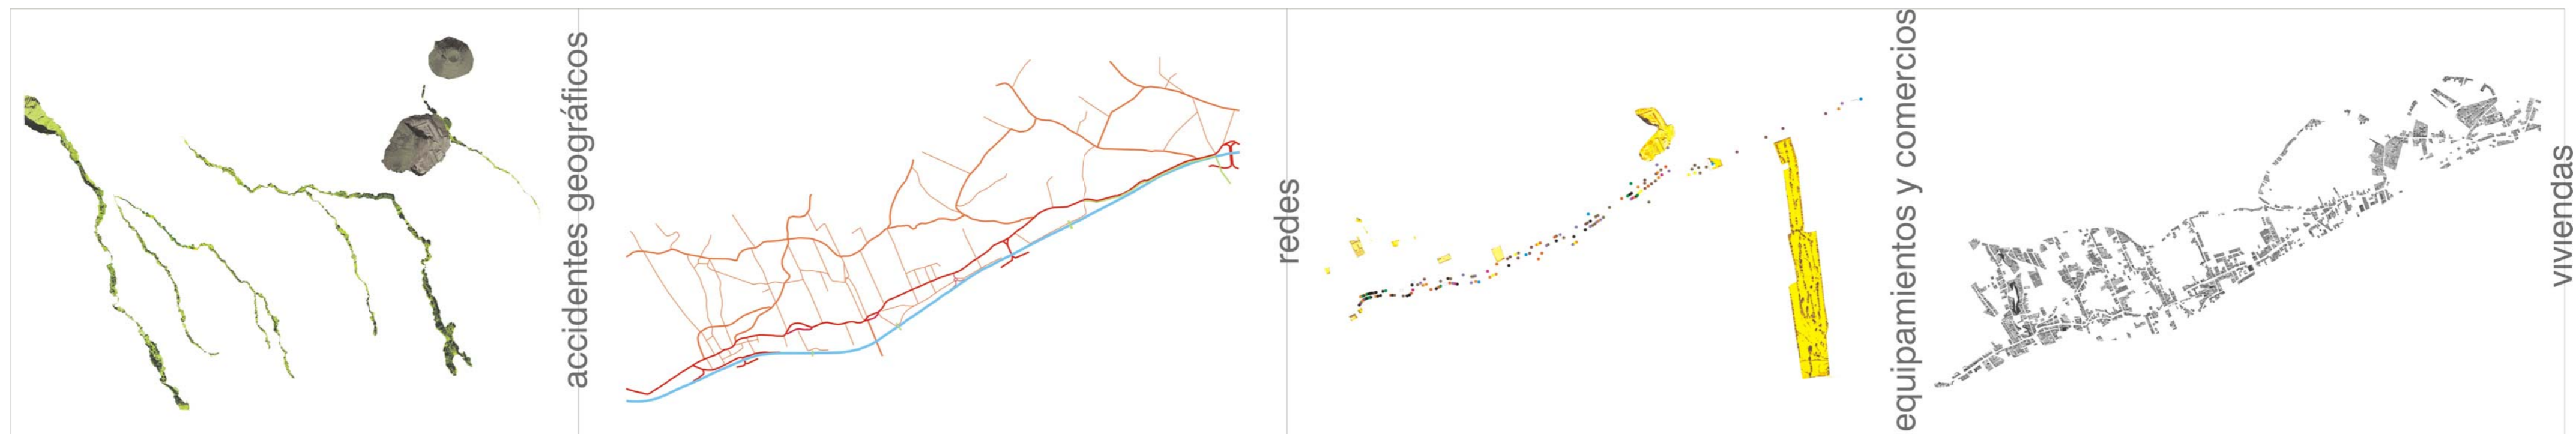 accidentes geográficos
redes
equipamientos y comercios
viviendas